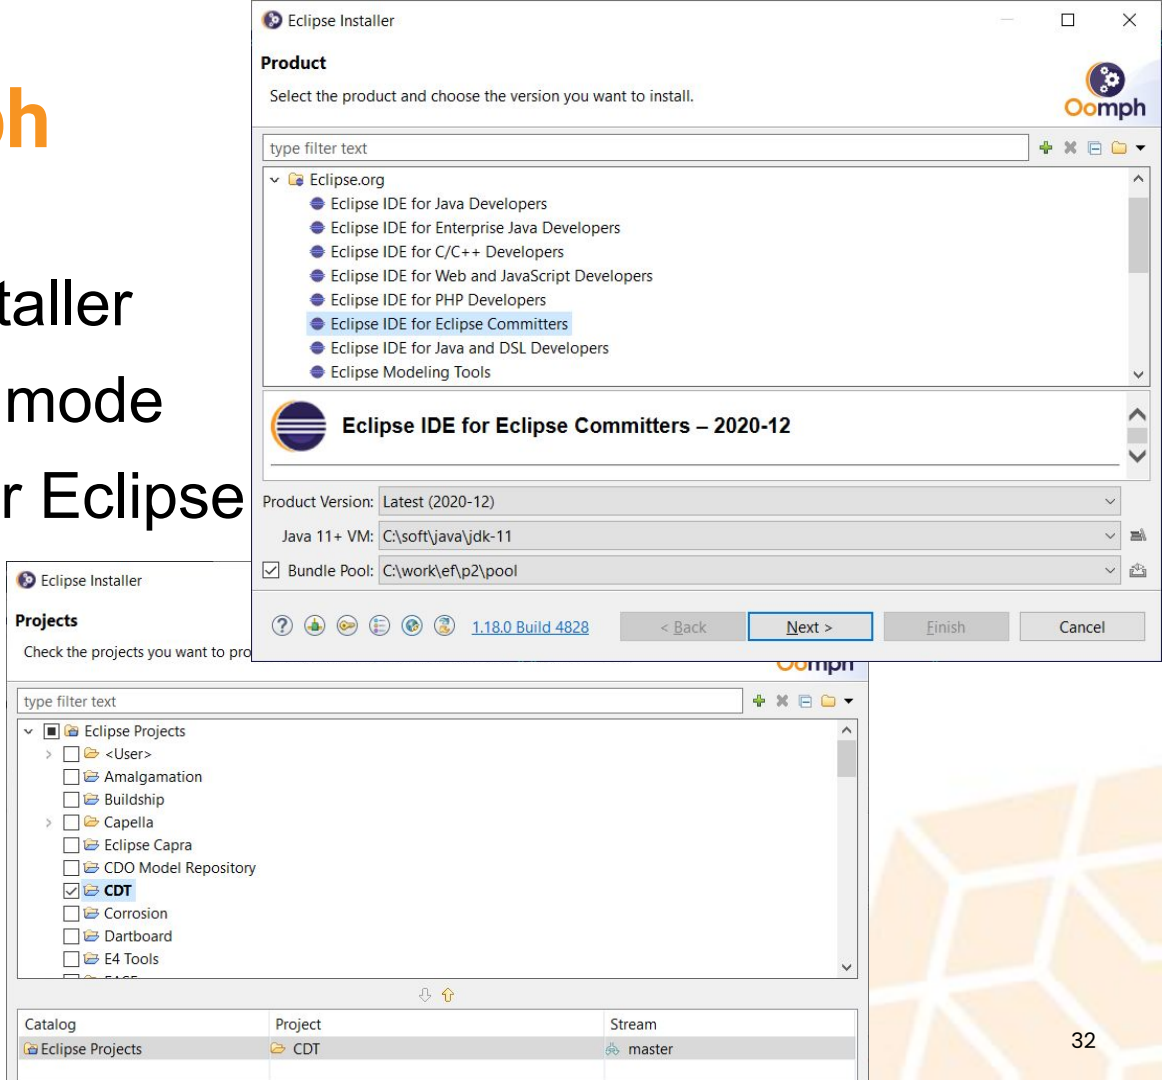 ph
taller
mode
r Eclipse
Eclipse Installer
Product
Select the product and choose the version you want to install.
Oomph
type filter text
Eclipse.org
Eclipse IDE for Java Developers
Eclipse IDE for Enterprise Java Developers
Eclipse IDE for C/C++ Developers
Eclipse IDE for Web and JavaScript Developers
Eclipse IDE for PHP Developers
Eclipse IDE for Eclipse Committers
Eclipse IDE for Java and DSL Developers
Eclipse Modeling Tools
Eclipse IDE for Eclipse Committers – 2020-12
Product Version: Latest (2020-12)
Java 11+ VM: C:\soft\java\jdk-11
Bundle Pool: C:\work\ef\p2\pool
1.18.0 Build 4828 < Back Next > Finish Cancel
Eclipse Installer
Projects
Check the projects you want to pro
Oomph
type filter text
Eclipse Projects
<User>
Amalgamation
Buildship
Capella
Eclipse Capra
CDO Model Repository
CDT
Corrosion
Dartboard
E4 Tools
Catalog Project Stream
Eclipse Projects CDT master
32